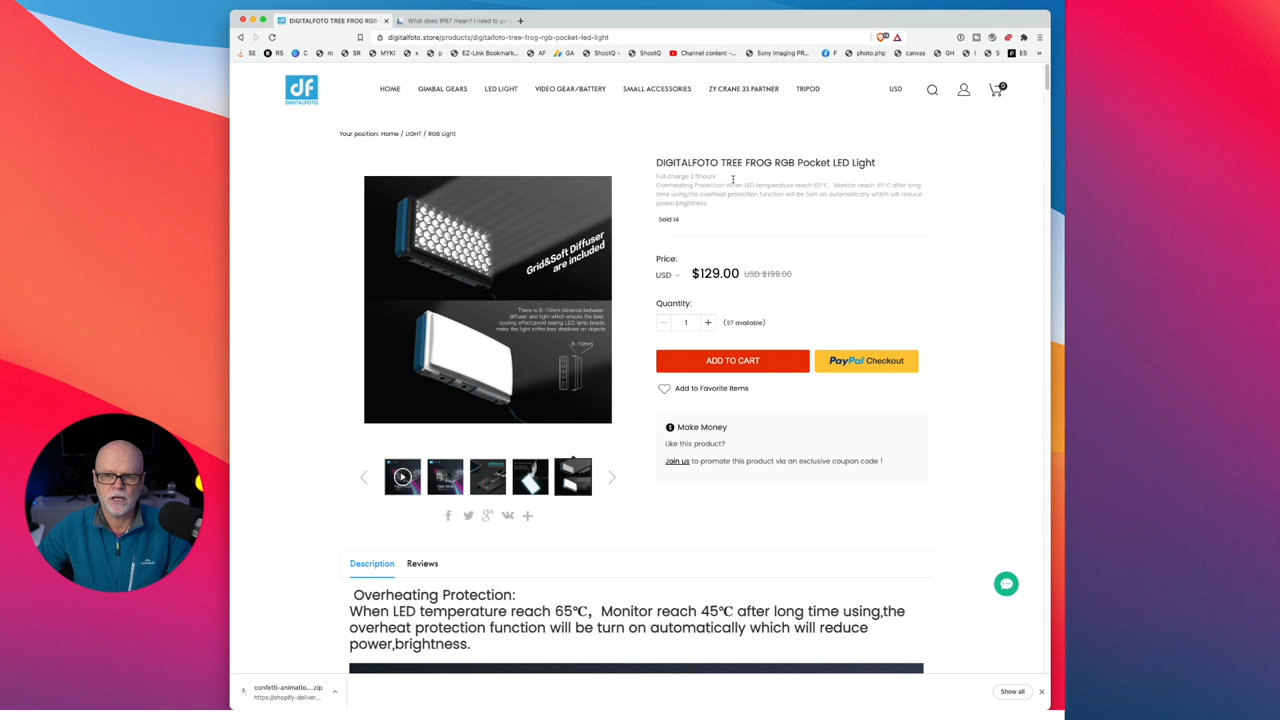 DIGITALFOTO TREE FROG RGB
What does IP67 mean? I need to
digitalfoto.store/products/digitalfoto-tree-frog-rgb-pocket-led-light
SE RS C m SR MYKI x p EZ-Link Bookmark... AF GA ShootQ - ShootQ Channel content -... Sony Imaging PR... F photo.php canvas GH I S ES »
df
DIGITALFOTO
HOME GIMBAL GEARS LED LIGHT VIDEO GEAR/BATTERY SMALL ACCESSORIES ZY CRANE 3S PARTNER TRIPOD USD 0
Your position: Home / LIGHT / RGB Light
DIGITALFOTO TREE FROG RGB Pocket LED Light
Full charge 2.5hours
Overheating Protection:When LED temperature reach 65℃, Monitor reach 45℃ after long
time using,the overheat protection function will be turn on automatically which will reduce
power,brightness.
Sold:14
Grid&Soft Diffuser
are included
There is 8-10mm distance between
diffuser and light which ensure the best
cooling effect,avoid seeing LED lamp beads,
make the light softer,less shadows on objects
8-10mm
Price:
USD $129.00 USD $199.00
Quantity:
− 1 + (97 available)
ADD TO CART
PayPal Checkout
Add to Favorite Items
Make Money
Like this product?
Join us to promote this product via an exclusive coupon code !
Description Reviews
Overheating Protection:
When LED temperature reach 65℃, Monitor reach 45℃ after long time using,the
overheat protection function will be turn on automatically which will reduce
power,brightness.
confetti-animatio....zip
https://shopify-deliver...
Show all